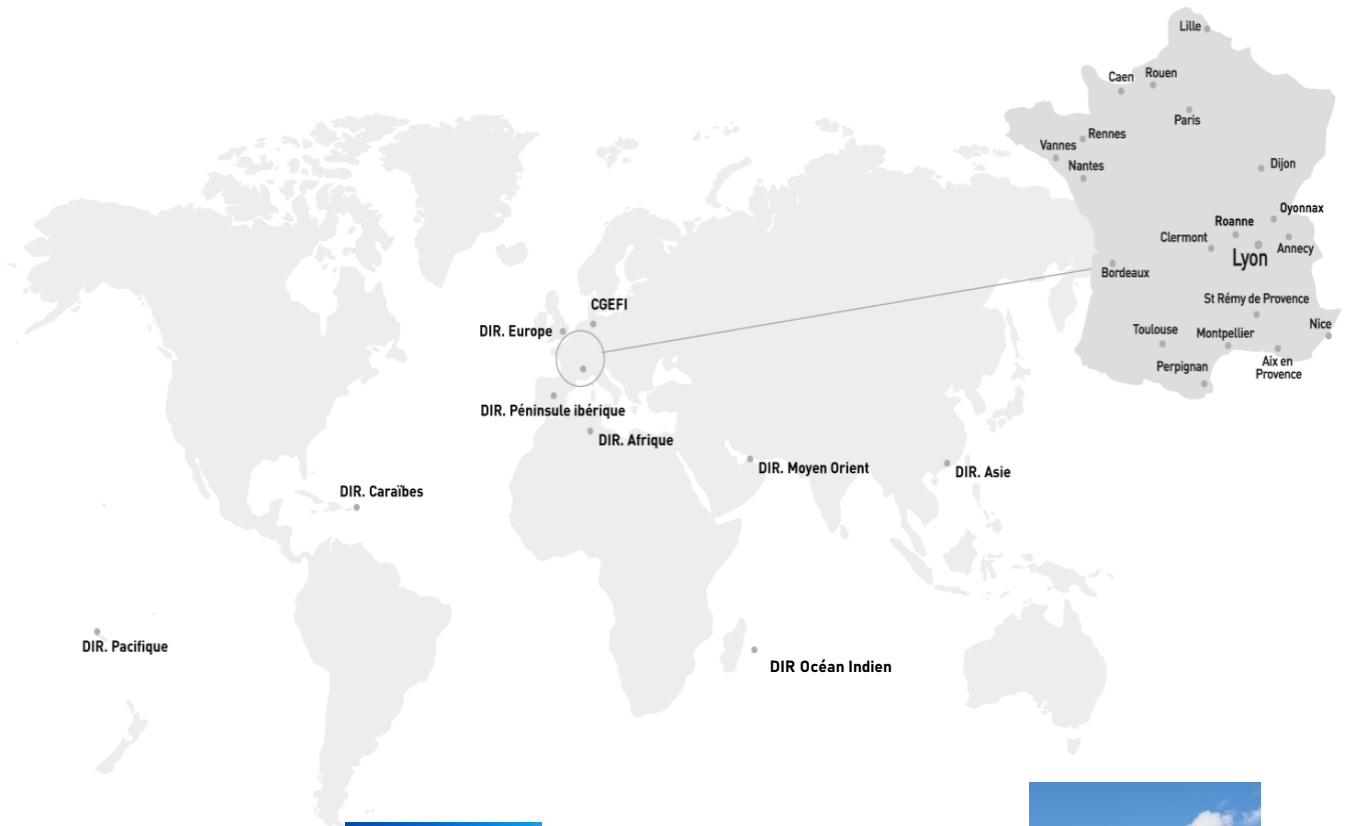 Lille
Caen
Rouen
Paris
Rennes
Vannes
Nantes
Dijon
Oyonnax
Roanne
Clermont
Annecy
Lyon
Bordeaux
St Rémy de Provence
Nice
Toulouse
Montpellier
Perpignan
Aix en
Provence
CGEFI
DIR. Europe
DIR. Péninsule ibérique
DIR. Afrique
DIR. Moyen Orient
DIR. Asie
DIR. Caraïbes
DIR. Pacifique
DIR Océan Indien